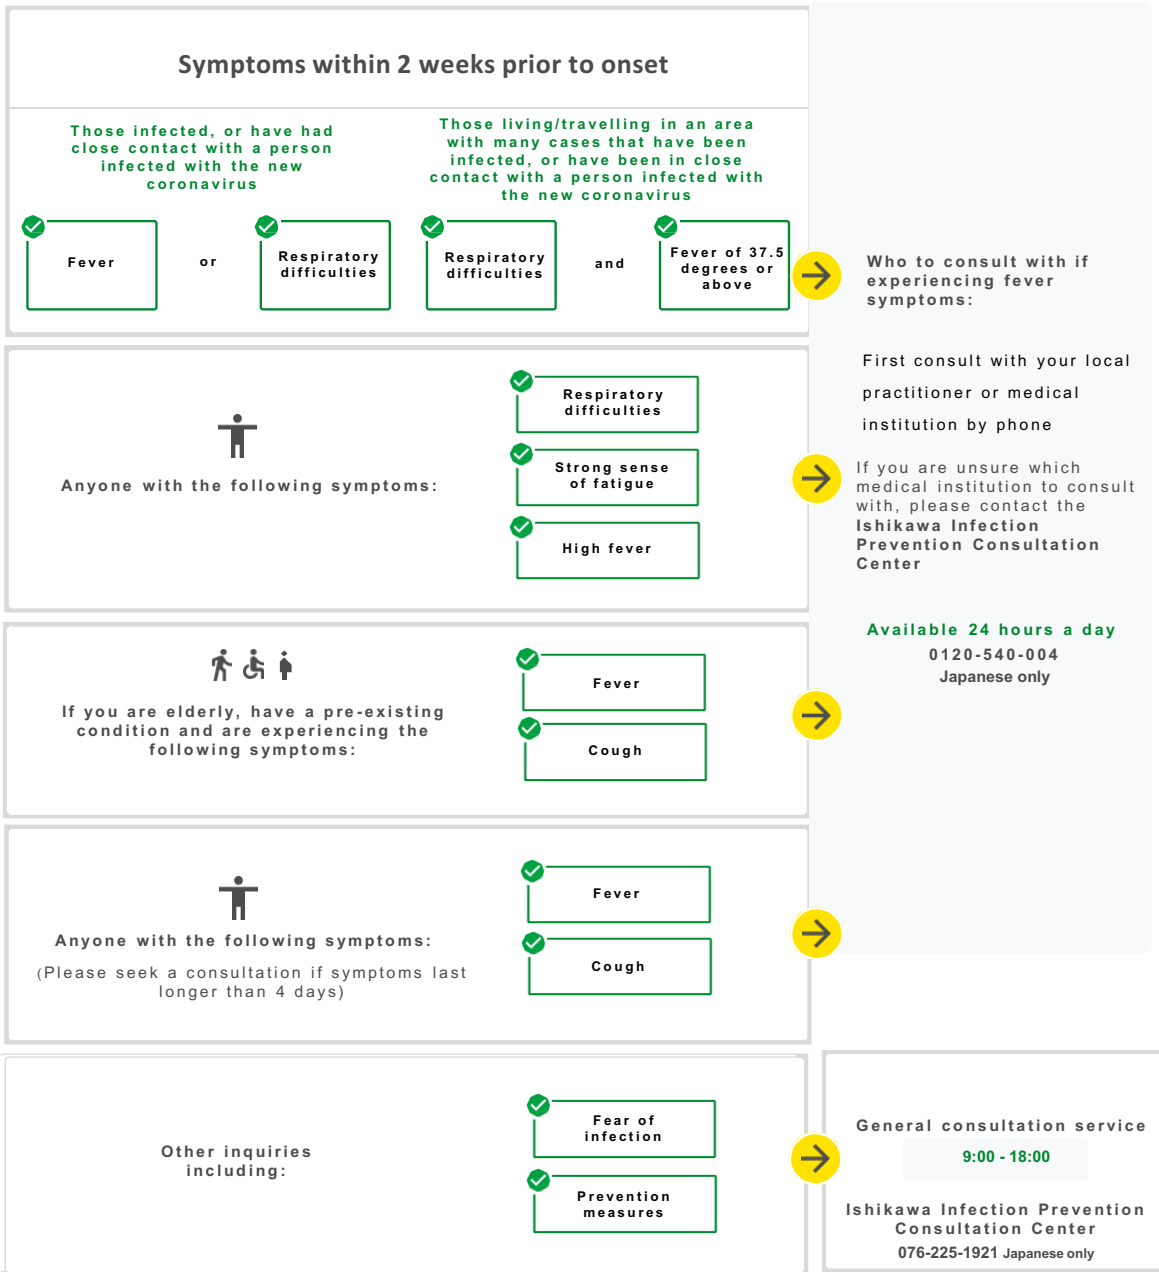 Symptoms within 2 weeks prior to onset
Those infected, or have had
close contact with a person
infected with the new
coronavirus
Those living/travelling in an area
with many cases that have been
infected, or have been in close
contact with a person infected with
the new coronavirus
Fever
or
Respiratory
difficulties
Respiratory
difficulties
and
Fever of 37.5
degrees or
above
Who to consult with if
experiencing fever
symptoms:
First consult with your local
practitioner or medical
institution by phone
If you are unsure which
medical institution to consult
with, please contact the
Ishikawa Infection
Prevention Consultation
Center
Available 24 hours a day
0120-540-004
Japanese only
Anyone with the following symptoms:
Respiratory
difficulties
Strong sense
of fatigue
High fever
If you are elderly, have a pre-existing
condition and are experiencing the
following symptoms:
Fever
Cough
Anyone with the following symptoms:
(Please seek a consultation if symptoms last
longer than 4 days)
Fever
Cough
Other inquiries
including:
Fear of
infection
Prevention
measures
General consultation service
9:00 - 18:00
Ishikawa Infection Prevention
Consultation Center
076-225-1921 Japanese only